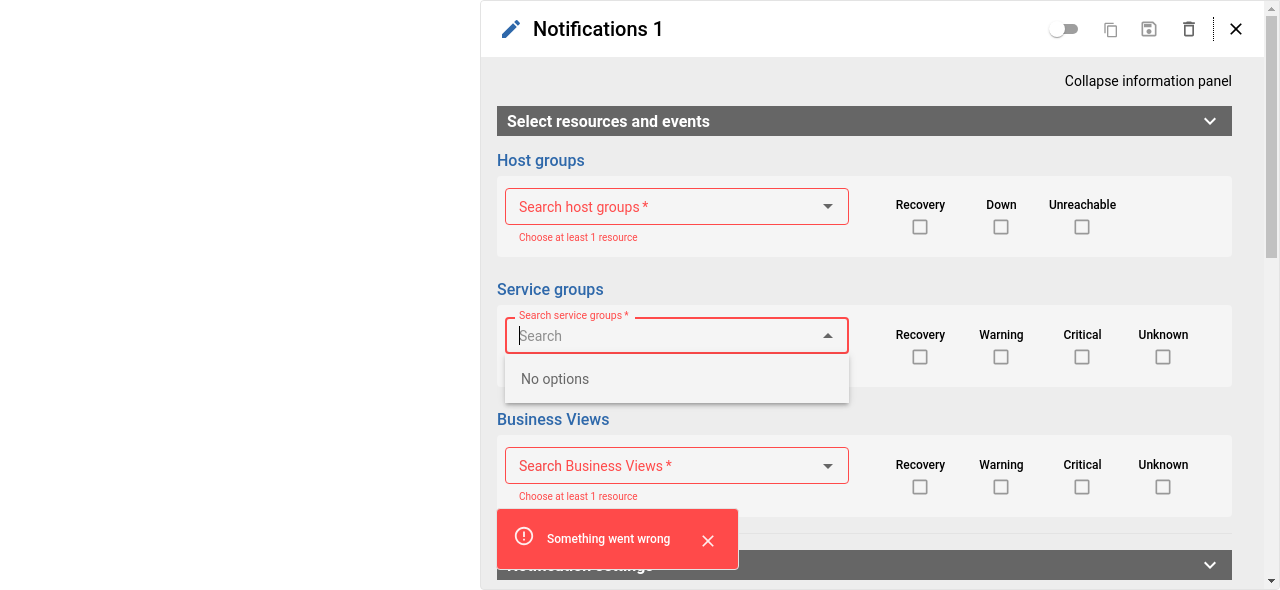 Notifications 1
Collapse information panel
Select resources and events
Host groups
Search host groups *
Recovery Down Unreachable
Choose at least 1 resource
Service groups
Search service groups *
Search
Recovery Warning Critical Unknown
No options
Business Views
Search Business Views *
Recovery Warning Critical Unknown
Choose at least 1 resource
Something went wrong